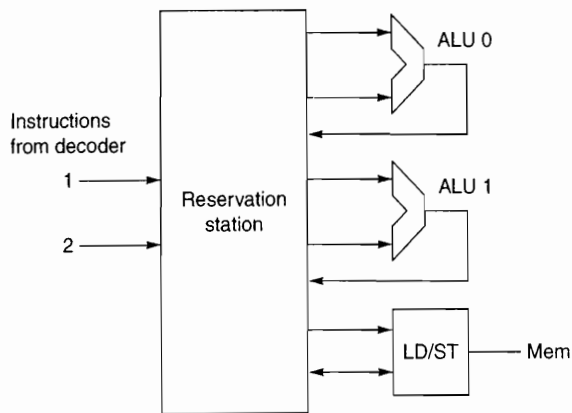 ALU 0
Instructions
from decoder
1
Reservation
station
ALU 1
2
LD/ST
Mem